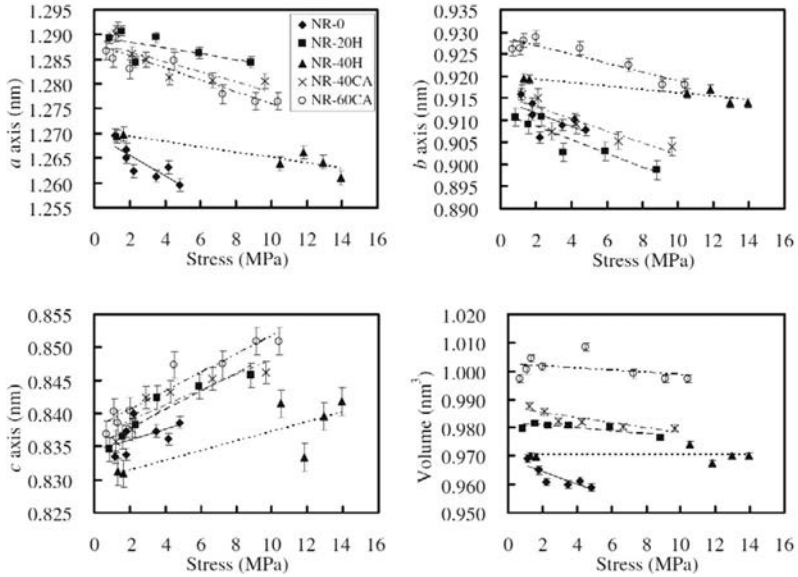 1.295
1.290
1.285
1.280
1.275
1.270
1.265
1.260
1.255
a axis (nm)
0 2 4 6 8 10 12 14 16
Stress (MPa)
NR-0
NR-20H
NR-40H
NR-40CA
NR-60CA
0.935
0.930
0.925
0.920
0.915
0.910
0.905
0.900
0.895
0.890
b axis (nm)
0 2 4 6 8 10 12 14 16
Stress (MPa)
0.855
0.850
0.845
0.840
0.835
0.830
0.825
c axis (nm)
0 2 4 6 8 10 12 14 16
Stress (MPa)
1.020
1.010
1.000
0.990
0.980
0.970
0.960
0.950
Volume (nm³)
0 2 4 6 8 10 12 14 16
Stress (MPa)